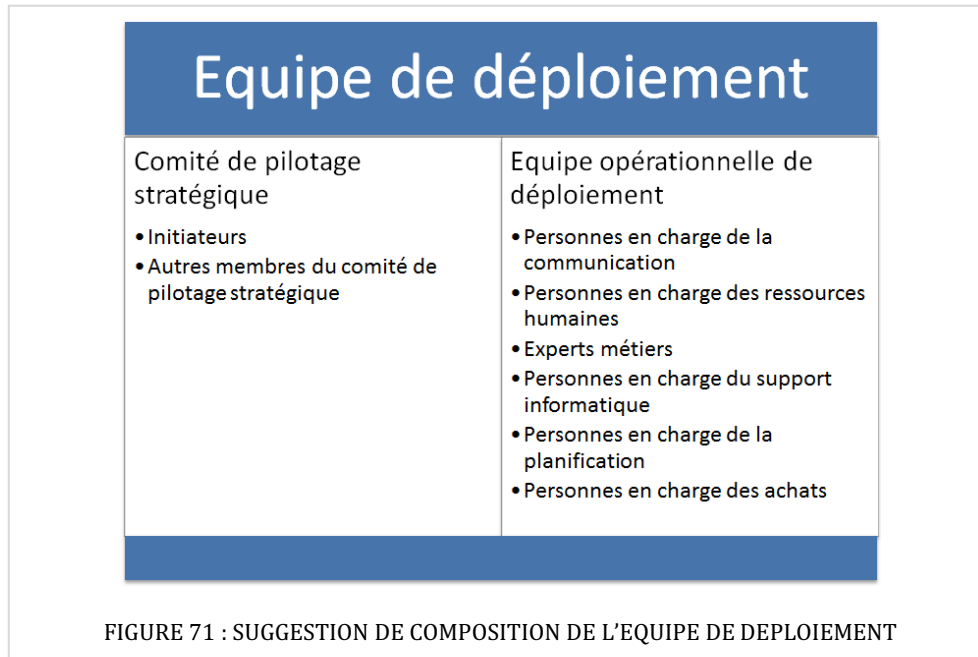 Equipe de déploiement
Comité de pilotage
stratégique
•Initiateurs
•Autres membres du comité de
pilotage stratégique
Equipe opérationnelle de
déploiement
•Personnes en charge de la
communication
•Personnes en charge des ressources
humaines
•Experts métiers
•Personnes en charge du support
informatique
•Personnes en charge de la
planification
•Personnes en charge des achats
FIGURE 71 : SUGGESTION DE COMPOSITION DE L’EQUIPE DE DEPLOIEMENT